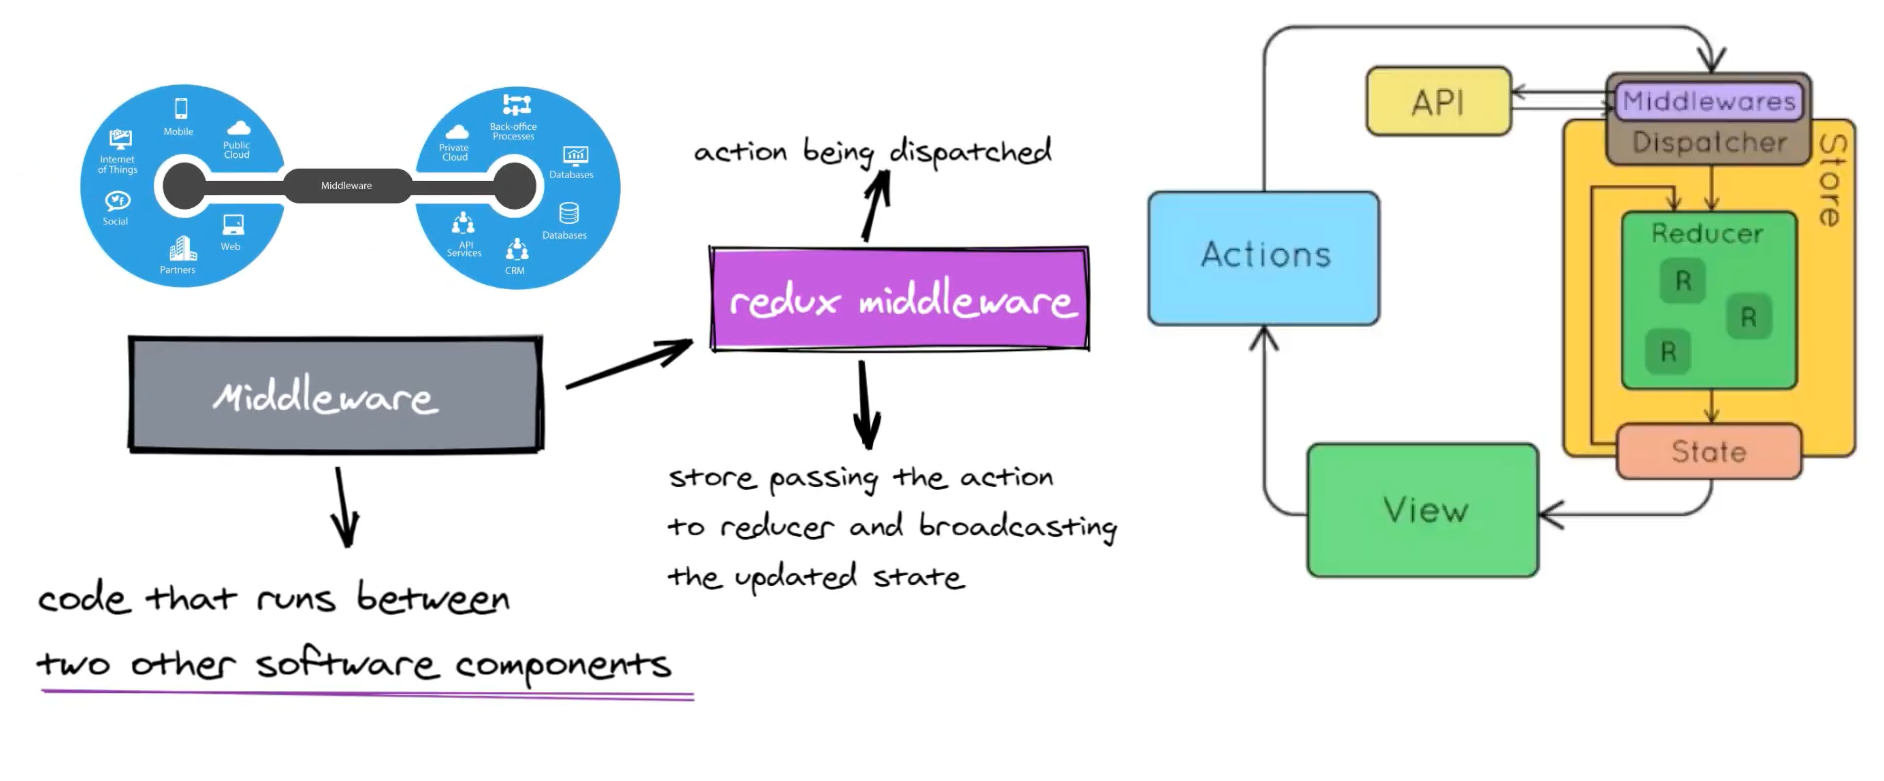 Mobile
Public
Cloud
Internet
of Things
Social
Web
Partners
Middleware
Back-office
Processes
Private
Cloud
Databases
Databases
API
Services
CRM
Middleware
code that runs between
two other software components
action being dispatched
redux middleware
store passing the action
to reducer and broadcasting
the updated state
API
Middlewares
Dispatcher
Store
Actions
Reducer
R
R
R
State
View